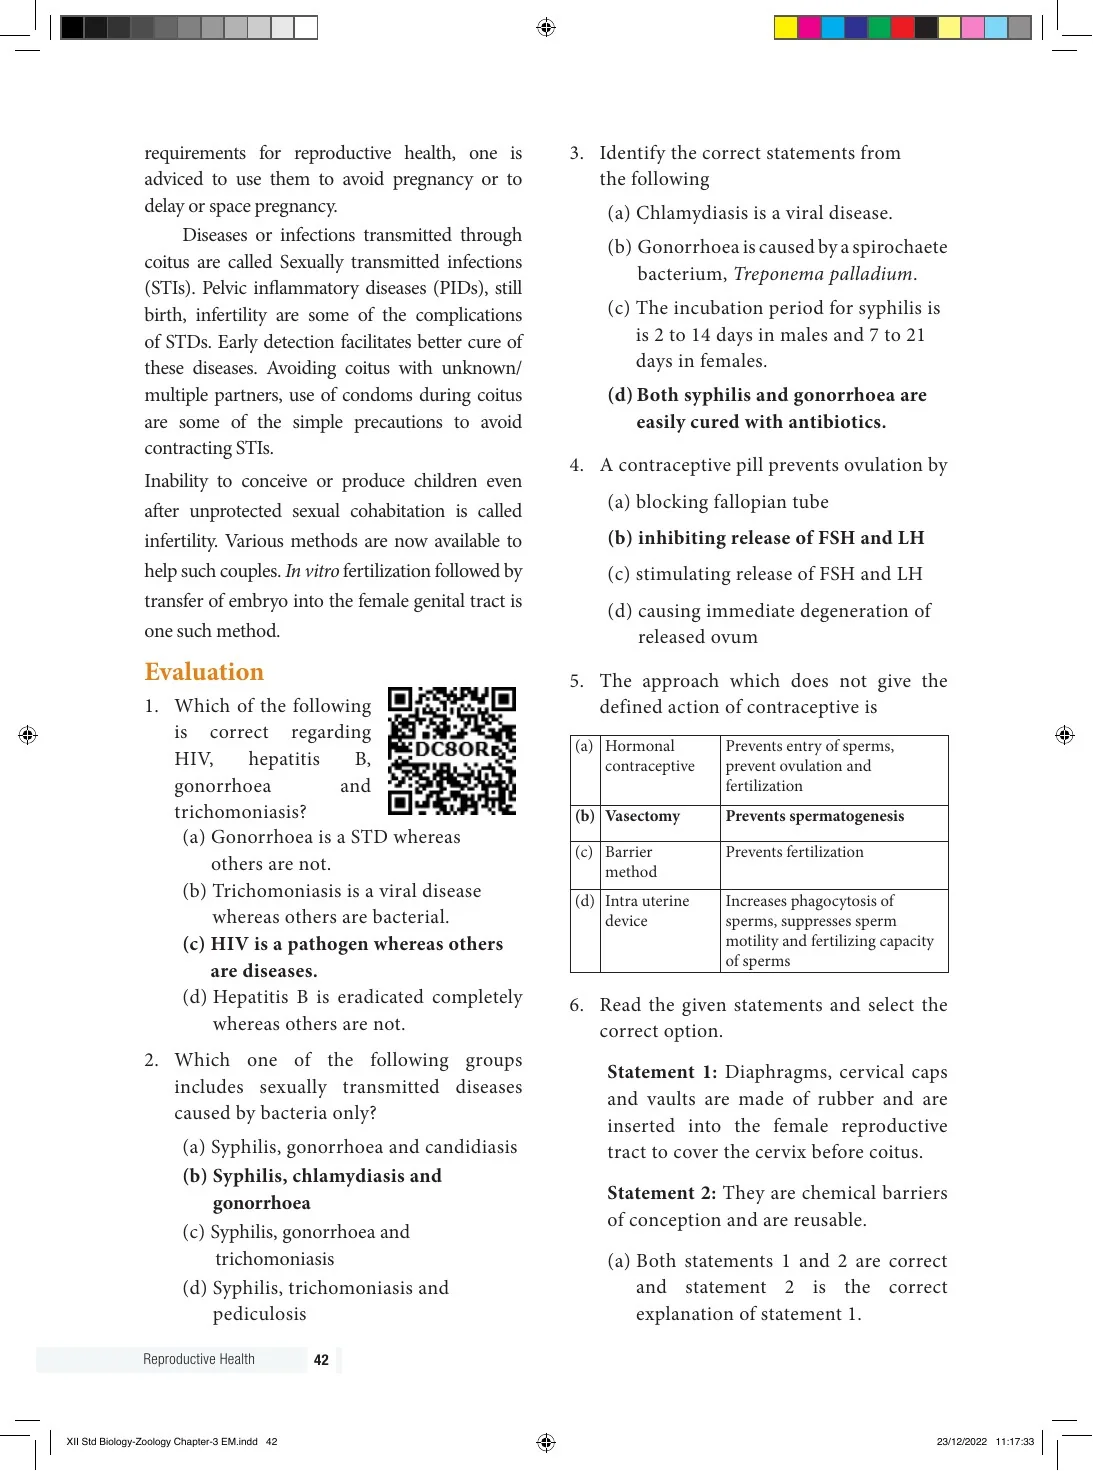 requirements for reproductive health, one is
adviced to use them to avoid pregnancy or to
delay or space pregnancy.
Diseases or infections transmitted through
coitus are called Sexually transmitted infections
(STIs). Pelvic inflammatory diseases (PIDs), still
birth, infertility are some of the complications
of STDs. Early detection facilitates better cure of
these diseases. Avoiding coitus with unknown/
multiple partners, use of condoms during coitus
are some of the simple precautions to avoid
contracting STIs.
Inability to conceive or produce children even
after unprotected sexual cohabitation is called
infertility. Various methods are now available to
help such couples. In vitro fertilization followed by
transfer of embryo into the female genital tract is
one such method.
Evaluation
1. Which of the following
is correct regarding
HIV, hepatitis B,
gonorrhoea and
trichomoniasis?
DC8OR
(a) Gonorrhoea is a STD whereas
others are not.
(b) Trichomoniasis is a viral disease
whereas others are bacterial.
(c) HIV is a pathogen whereas others
are diseases.
(d) Hepatitis B is eradicated completely
whereas others are not.
2. Which one of the following groups
includes sexually transmitted diseases
caused by bacteria only?
(a) Syphilis, gonorrhoea and candidiasis
(b) Syphilis, chlamydiasis and
gonorrhoea
(c) Syphilis, gonorrhoea and
trichomoniasis
(d) Syphilis, trichomoniasis and
pediculosis
3. Identify the correct statements from
the following
(a) Chlamydiasis is a viral disease.
(b) Gonorrhoea is caused by a spirochaete
bacterium, Treponema palladium.
(c) The incubation period for syphilis is
is 2 to 14 days in males and 7 to 21
days in females.
(d) Both syphilis and gonorrhoea are
easily cured with antibiotics.
4. A contraceptive pill prevents ovulation by
(a) blocking fallopian tube
(b) inhibiting release of FSH and LH
(c) stimulating release of FSH and LH
(d) causing immediate degeneration of
released ovum
5. The approach which does not give the
defined action of contraceptive is
(a) Hormonal Prevents entry of sperms,
contraceptive prevent ovulation and
fertilization
(b) Vasectomy Prevents spermatogenesis
(c) Barrier Prevents fertilization
method
(d) Intra uterine Increases phagocytosis of
device sperms, suppresses sperm
motility and fertilizing capacity
of sperms
6. Read the given statements and select the
correct option.
Statement 1: Diaphragms, cervical caps
and vaults are made of rubber and are
inserted into the female reproductive
tract to cover the cervix before coitus.
Statement 2: They are chemical barriers
of conception and are reusable.
(a) Both statements 1 and 2 are correct
and statement 2 is the correct
explanation of statement 1.
Reproductive Health 42
XII Std Biology-Zoology Chapter-3 EM.indd 42 23/12/2022 11:17:33